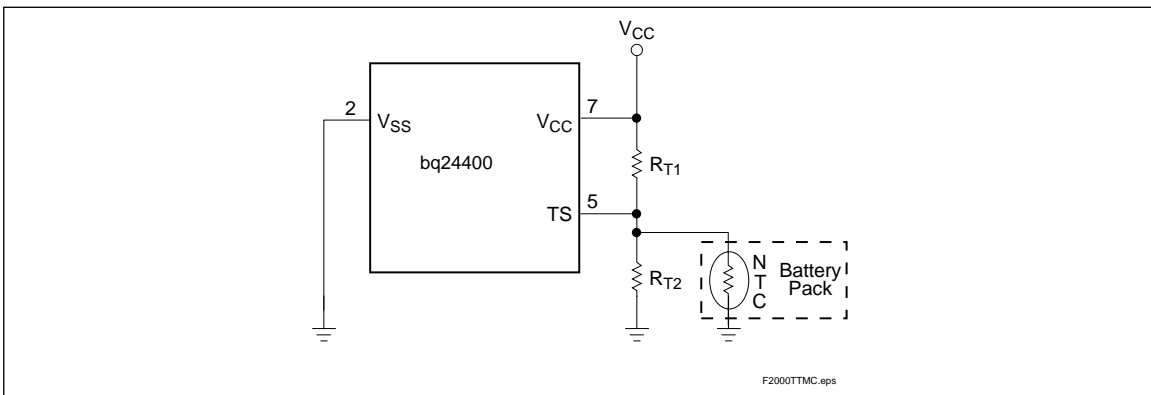 VCC
2
VSS
VCC
7
bq24400
RT1
TS
5
RT2
N
T
C
Battery
Pack
F2000TTMC.eps